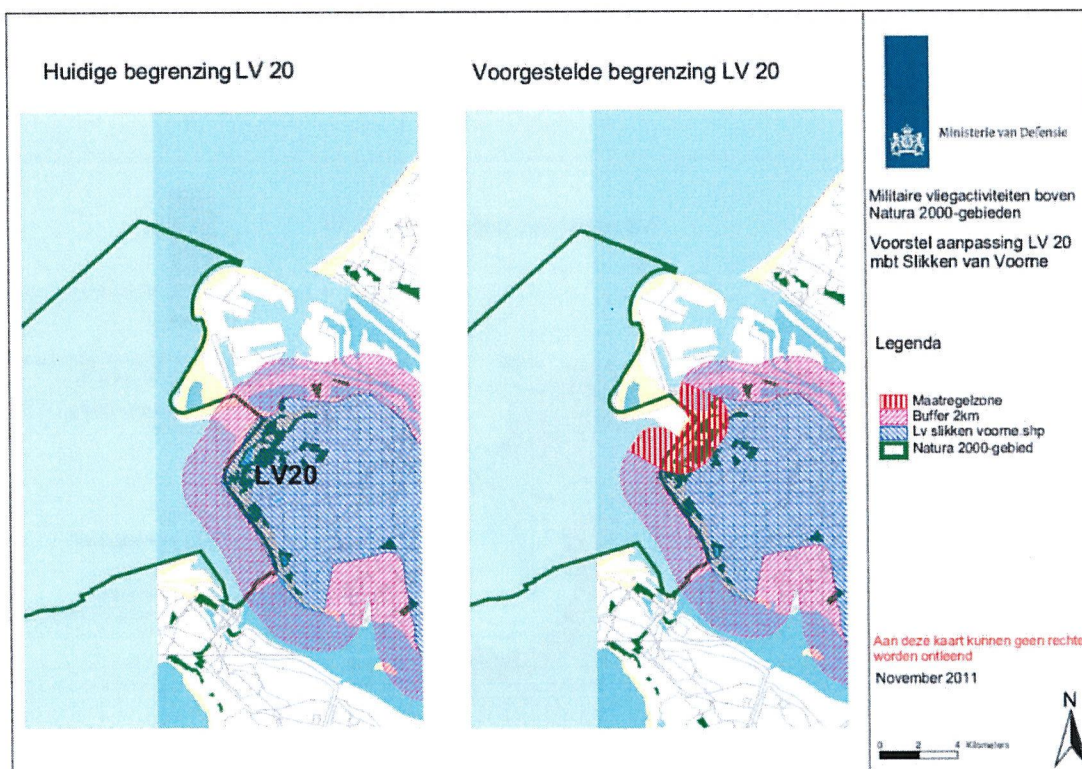 Huidige begrenzing LV 20
Voorgestelde begrenzing LV 20
LV20
Ministerie van Defensie
Militaire vliegactiviteiten boven
Natura 2000-gebieden
Voorstel aanpassing LV 20
mbt Slikken van Voorne
Legenda
Maatregelzone
Buffer 2km
Lv slikken voorne.shp
Natura 2000-gebied
Aan deze kaart kunnen geen rechte
worden ontleend
November 2011
N
0 2 4 Kilometers